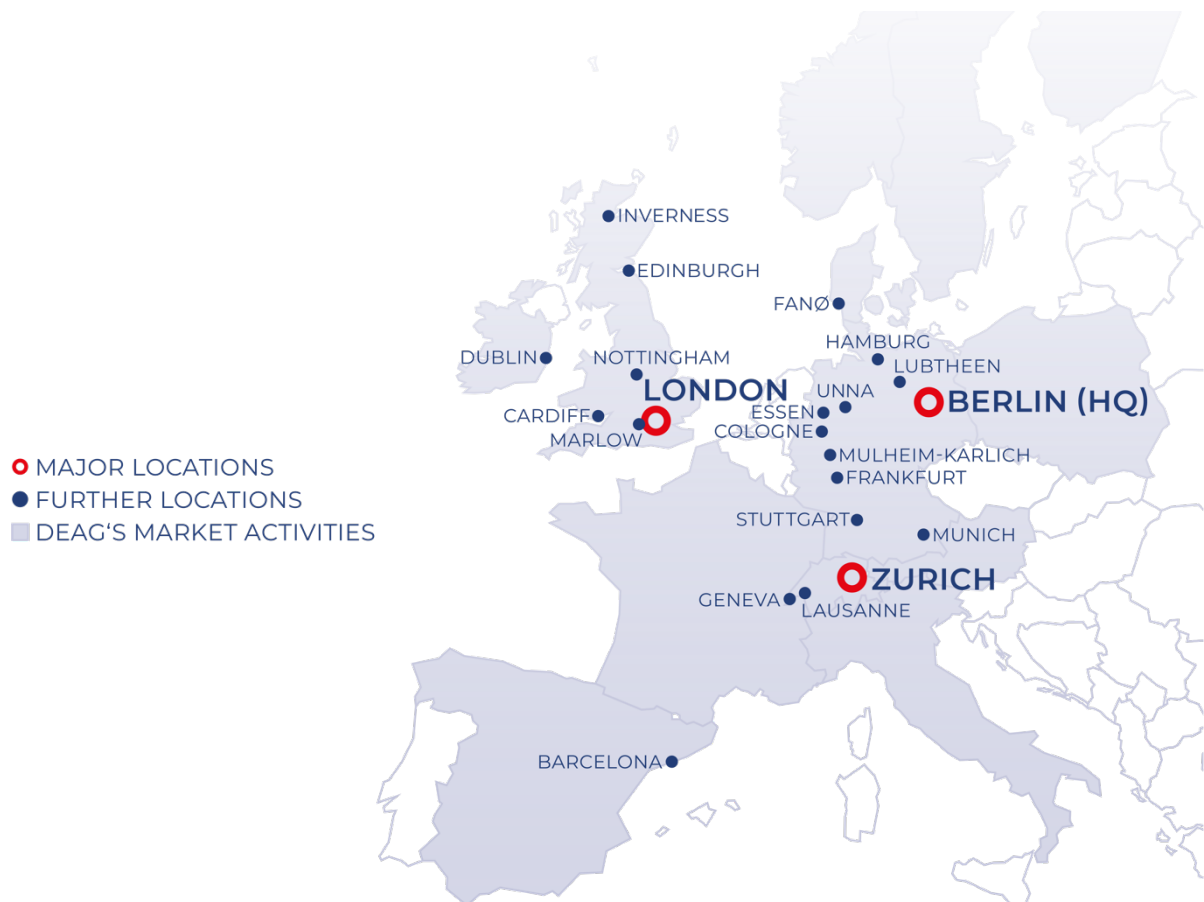 INVERNESS
EDINBURGH
FANØ
HAMBURG
DUBLIN
NOTTINGHAM
LUBTHEEN
LONDON
UNNA
BERLIN (HQ)
CARDIFF
ESSEN
MARLOW
COLOGNE
MULHEIM-KÄRLICH
FRANKFURT
MAJOR LOCATIONS
FURTHER LOCATIONS
DEAG‘S MARKET ACTIVITIES
STUTTGART
MUNICH
ZURICH
GENEVA
LAUSANNE
BARCELONA